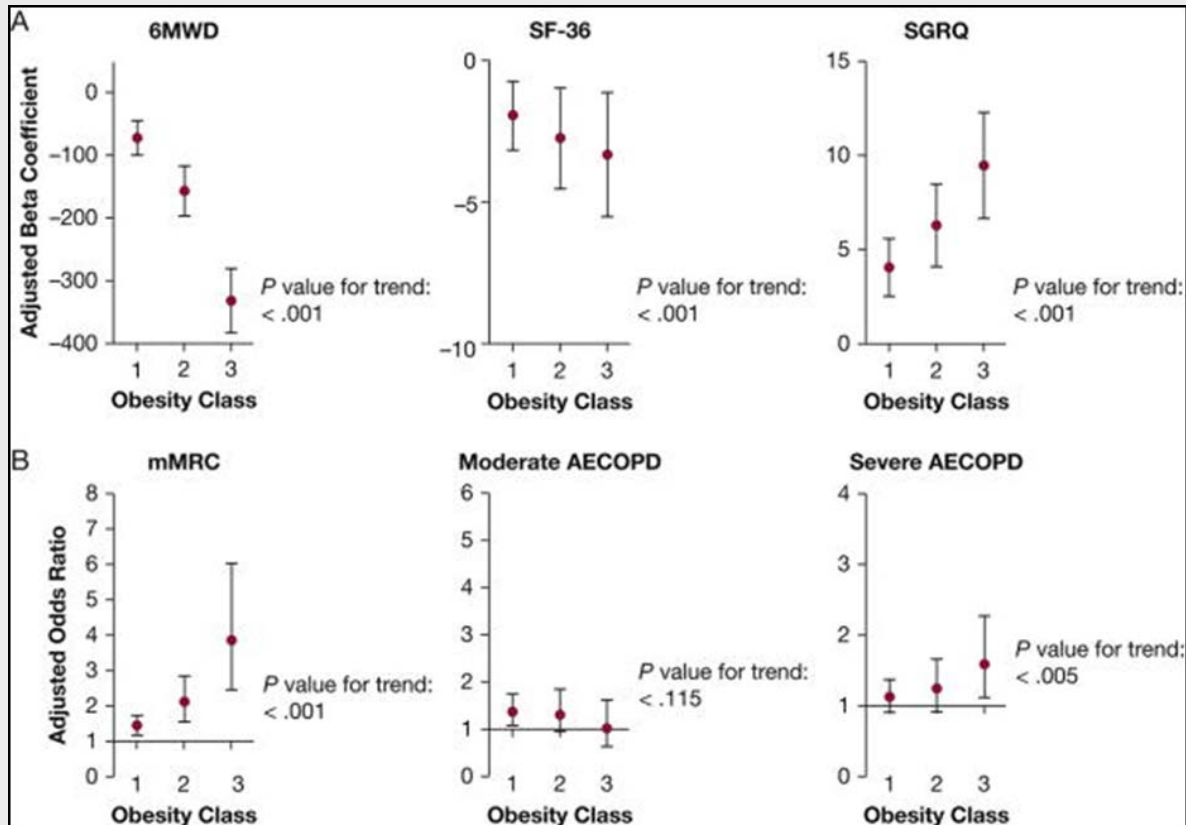 A
6MWD
SF-36
SGRQ
Adjusted Beta Coefficient
0
−100
−200
−300
−400
1 2 3
Obesity Class
P value for trend:
< .001
0
−5
−10
1 2 3
Obesity Class
P value for trend:
< .001
15
10
5
0
1 2 3
Obesity Class
P value for trend:
< .001
B
mMRC
Moderate AECOPD
Severe AECOPD
Adjusted Odds Ratio
8
7
6
5
4
3
2
1
0
1 2 3
Obesity Class
P value for trend:
< .001
6
5
4
3
2
1
0
1 2 3
Obesity Class
P value for trend:
< .115
4
3
2
1
0
1 2 3
Obesity Class
P value for trend:
< .005